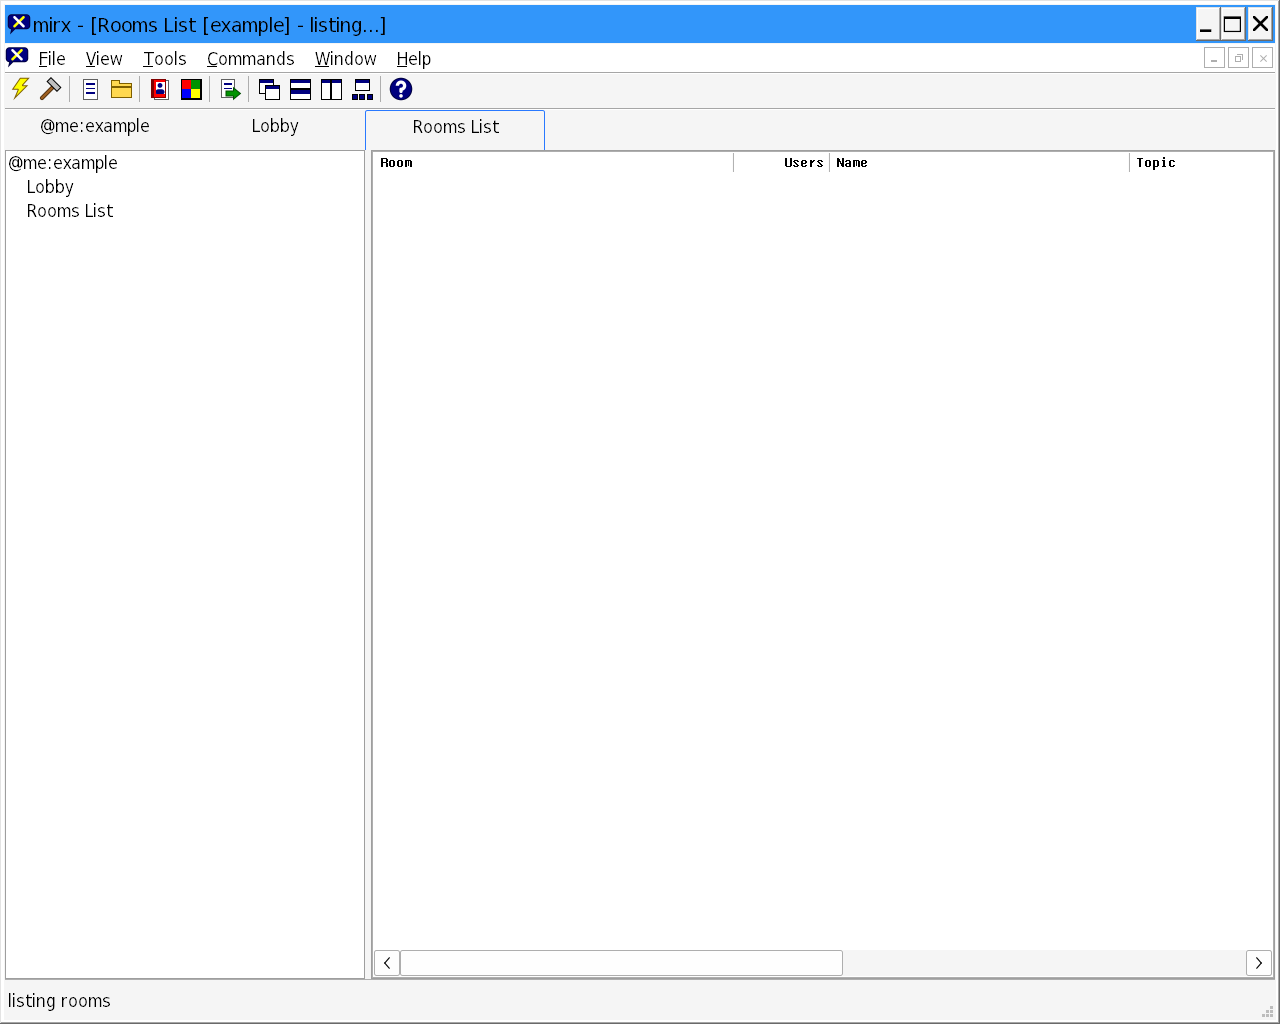 mirx - [Rooms List [example] - listing...]
File View Tools Commands Window Help
@me:example Lobby Rooms List
@me:example
Lobby
Rooms List
Room Users Name Topic
listing rooms